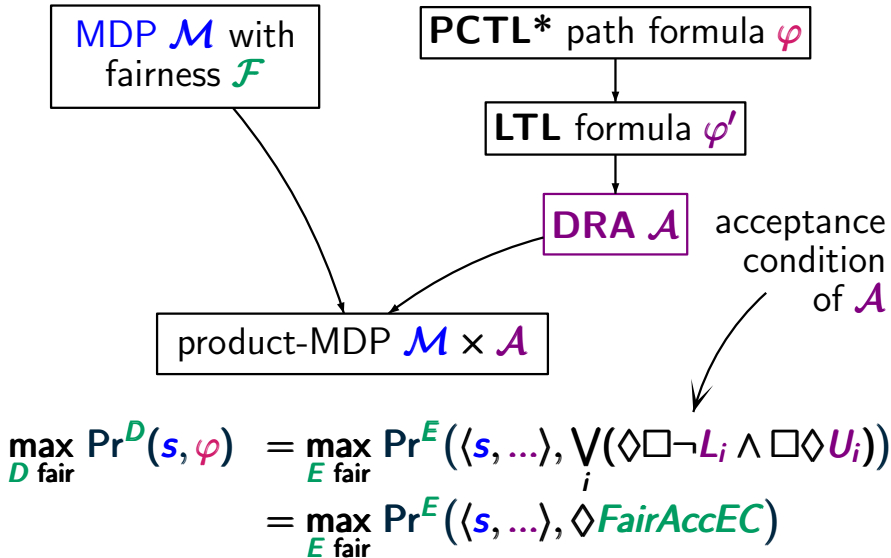 MDP 𝓜 with
fairness 𝓕
PCTL* path formula φ
LTL formula φ′
DRA 𝓐
acceptance
condition
of 𝓐
product-MDP 𝓜 × 𝓐
max Pr^D(s, φ) = max Pr^E(⟨s, ...⟩, ⋁(◇□¬L_i ∧ □◇U_i))
D fair E fair i
= max Pr^E(⟨s, ...⟩, ◇FairAccEC)
E fair